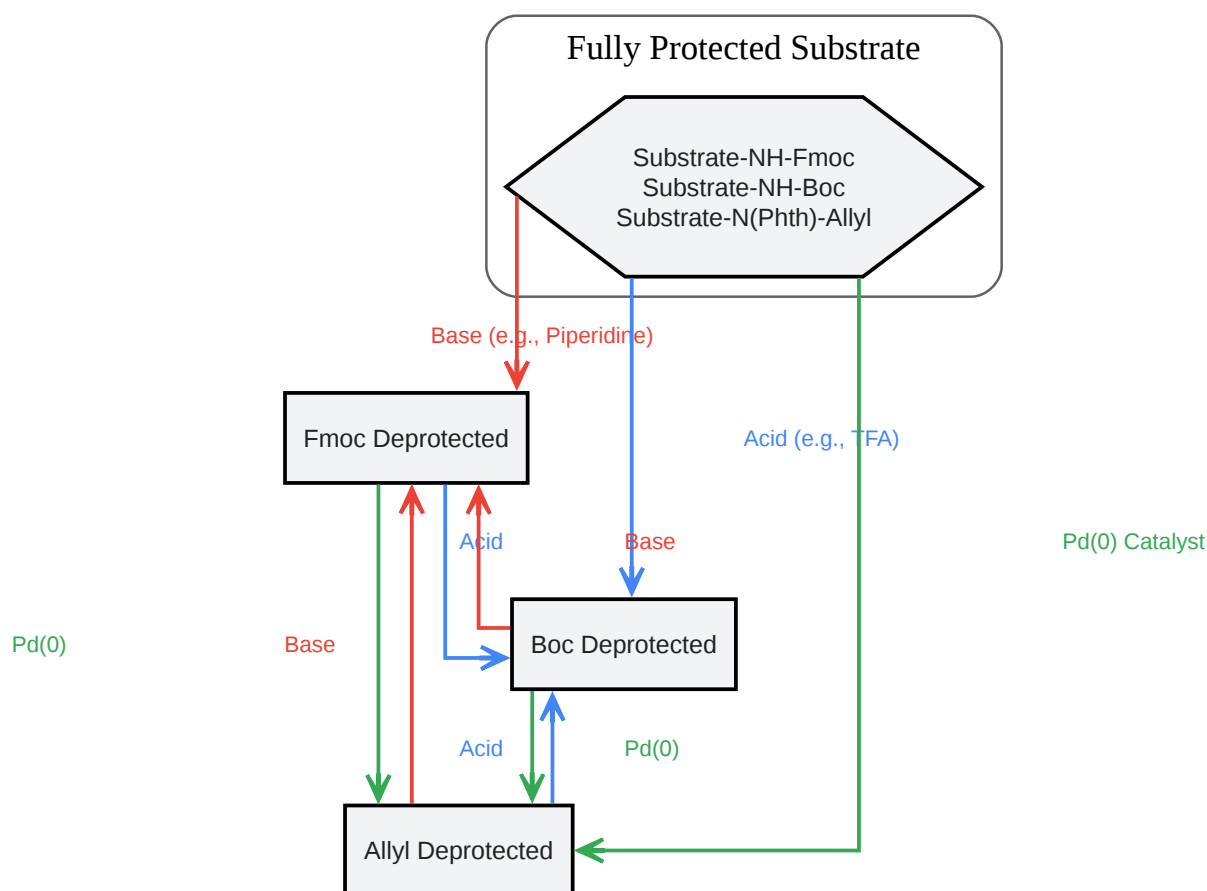 Fully Protected Substrate
Substrate-NH-Fmoc
Substrate-NH-Boc
Substrate-N(Phth)-Allyl
Base (e.g., Piperidine)
Fmoc Deprotected
Acid (e.g., TFA)
Acid
Base
Pd(0) Catalyst
Pd(0)
Base
Boc Deprotected
Acid
Pd(0)
Allyl Deprotected